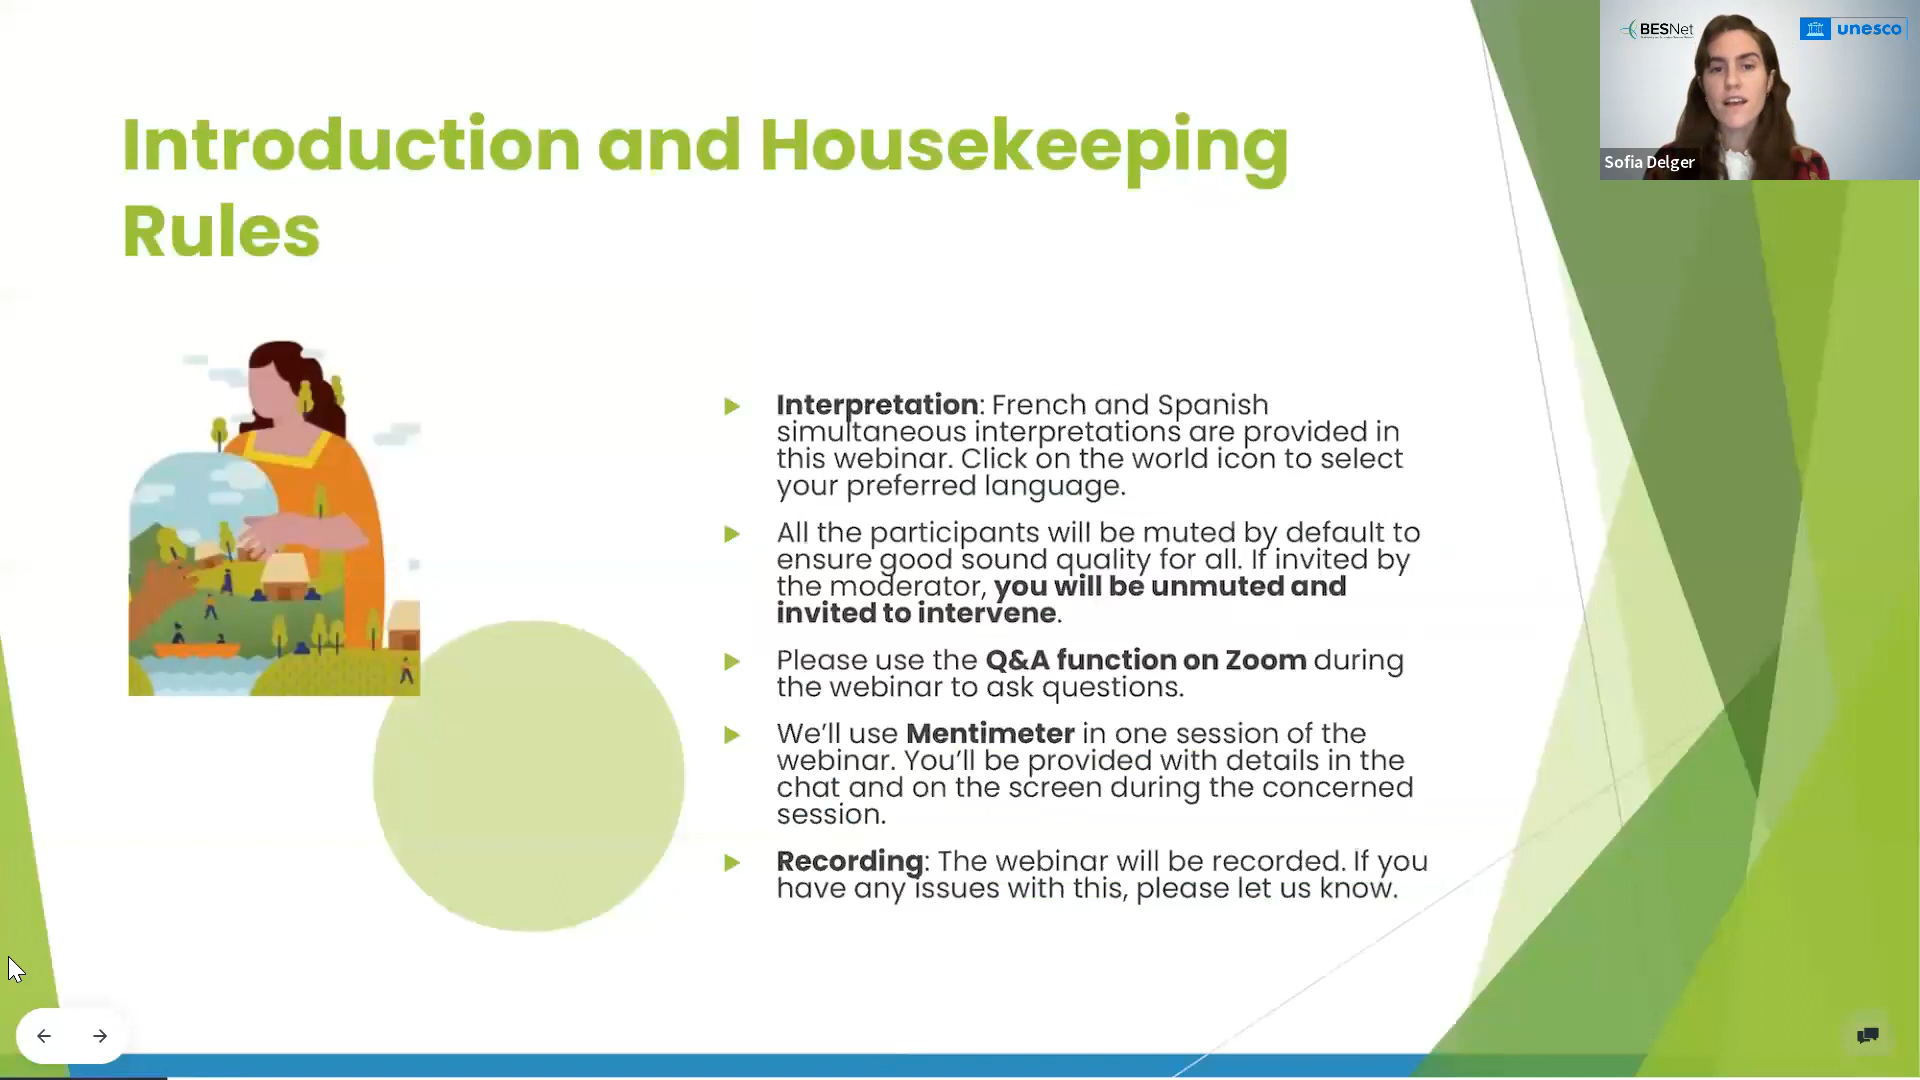 BESNet
unesco
Sofia Delger
Introduction and Housekeeping
Rules
Interpretation: French and Spanish
simultaneous interpretations are provided in
this webinar. Click on the world icon to select
your preferred language.
All the participants will be muted by default to
ensure good sound quality for all. If invited by
the moderator, you will be unmuted and
invited to intervene.
Please use the Q&A function on Zoom during
the webinar to ask questions.
We’ll use Mentimeter in one session of the
webinar. You’ll be provided with details in the
chat and on the screen during the concerned
session.
Recording: The webinar will be recorded. If you
have any issues with this, please let us know.